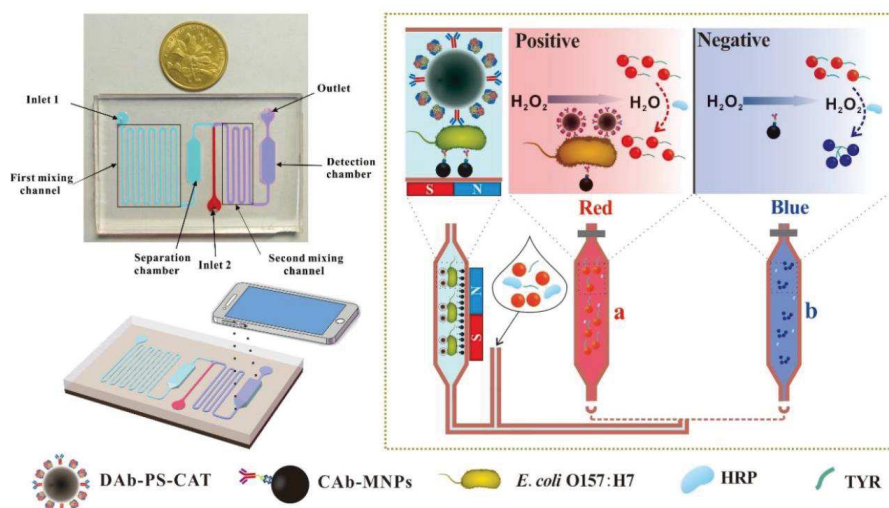 Inlet 1
Outlet
First mixing
channel
Detection
chamber
Separation
chamber
Inlet 2
Second mixing
channel
S N
Positive
H2O2
H2O
Negative
H2O2
H2O2
Red
Blue
N
S
a
b
DAb-PS-CAT
CAb-MNPs
E. coli O157:H7
HRP
TYR